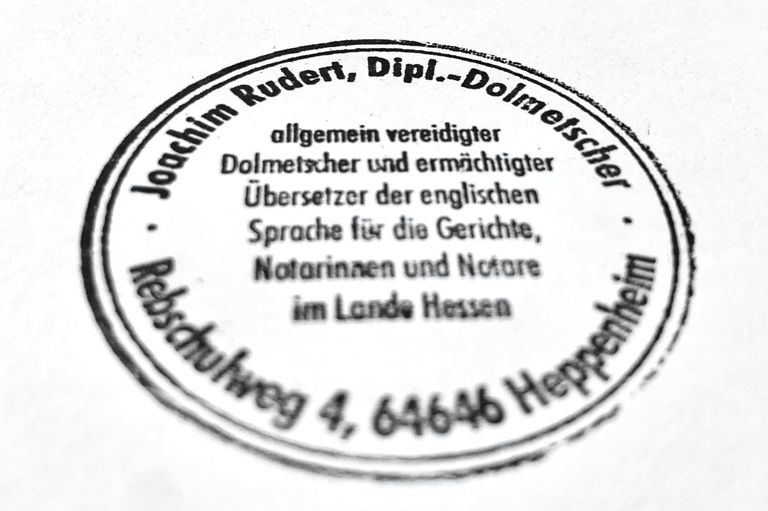 Joachim Rudert, Dipl.-Dolmetscher
allgemein vereidigter
Dolmetscher und ermächtigter
Übersetzer der englischen
Sprache für die Gerichte,
Notarinnen und Notare
im Lande Hessen
Rebschulweg 4, 64646 Heppenheim